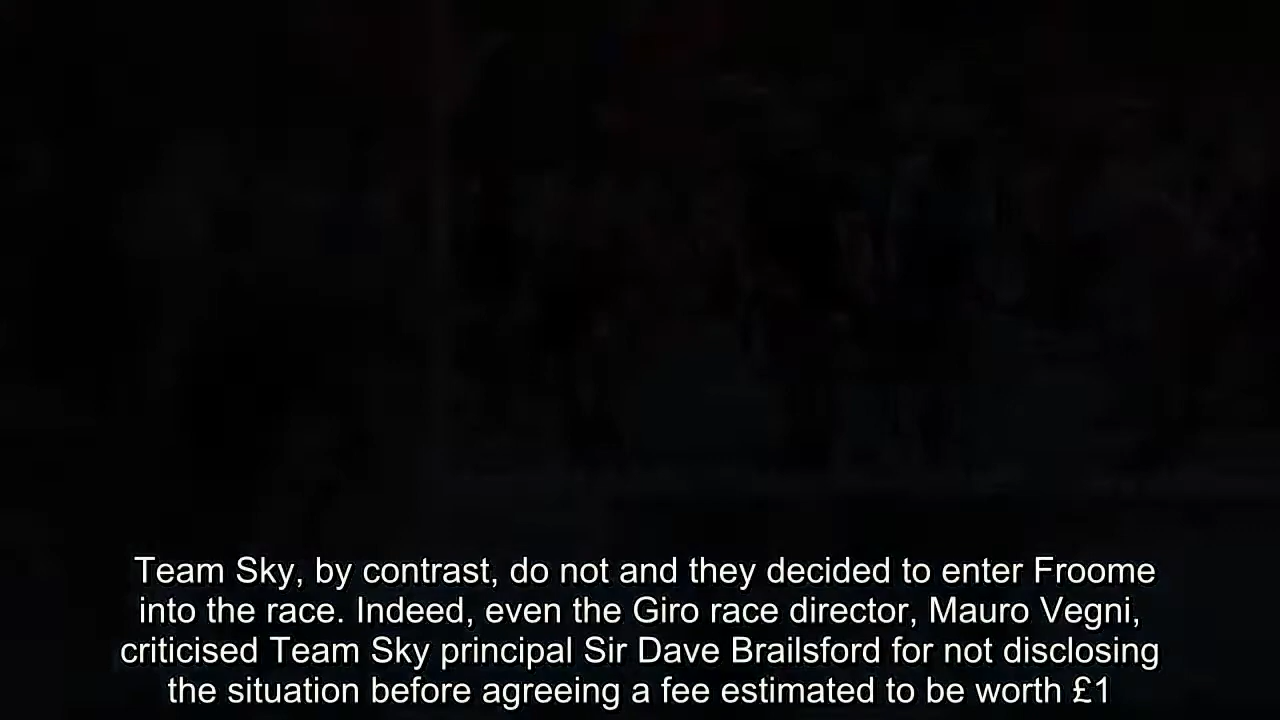 Team Sky, by contrast, do not and they decided to enter Froome
into the race. Indeed, even the Giro race director, Mauro Vegni,
criticised Team Sky principal Sir Dave Brailsford for not disclosing
the situation before agreeing a fee estimated to be worth £1